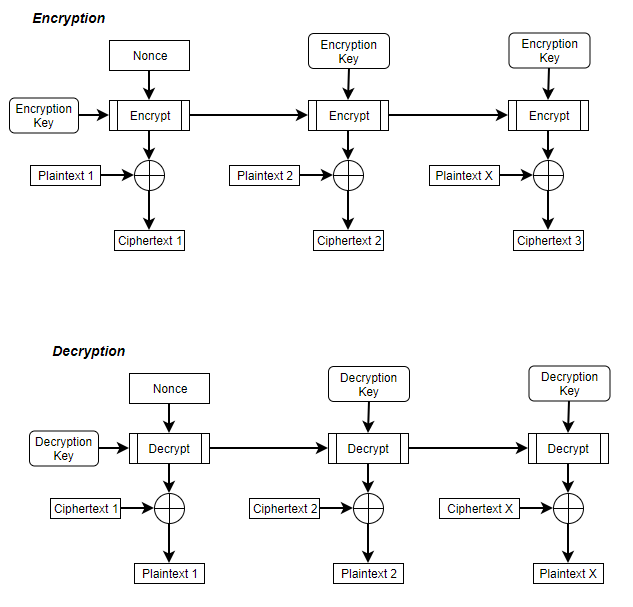 Encryption
Nonce
Encryption
Key
Encryption
Key
Encryption
Key
Encrypt
Encrypt
Encrypt
Plaintext 1
Plaintext 2
Plaintext X
Ciphertext 1
Ciphertext 2
Ciphertext 3
Decryption
Nonce
Decryption
Key
Decryption
Key
Decryption
Key
Decrypt
Decrypt
Decrypt
Ciphertext 1
Ciphertext 2
Ciphertext X
Plaintext 1
Plaintext 2
Plaintext X